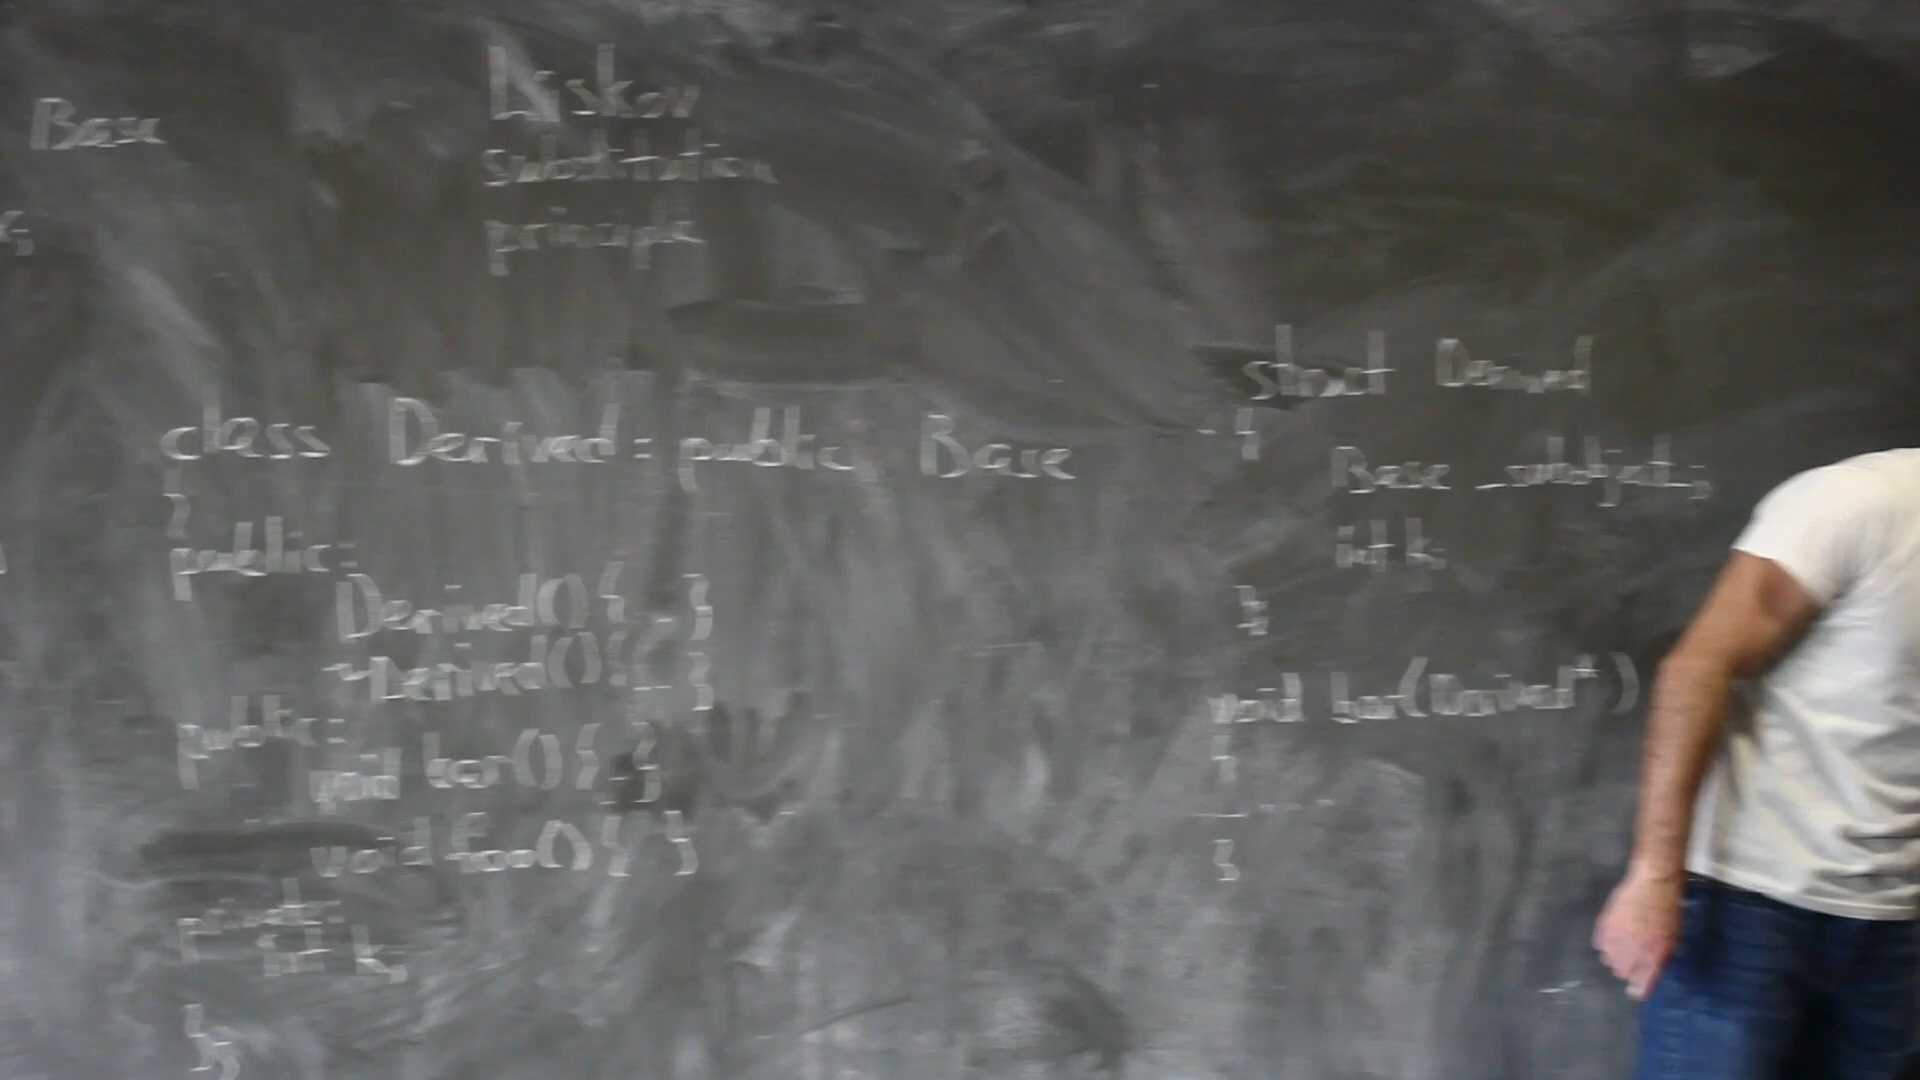 Base
Liskov
substitution
principle
class Derived: public Base
{
public:
Derived(){ _ }
~Derived(){ _ }
public:
void bar(){ _ }
void foo(){ }
private:
int k;
};
struct Derived
{
Base _subobject;
int k;
};
void bar(Derived*)
{
----
}